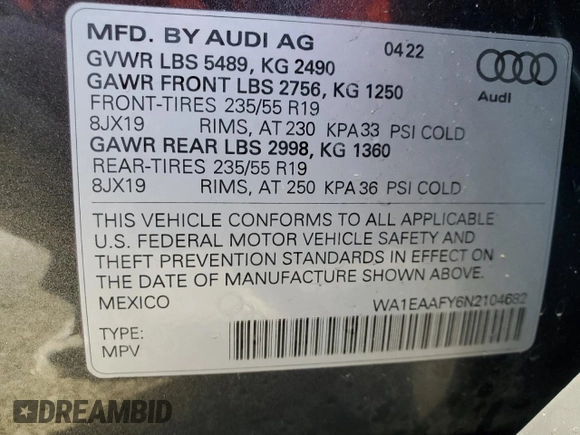 MFD. BY AUDI AG 0422
GVWR LBS 5489, KG 2490
GAWR FRONT LBS 2756, KG 1250
FRONT-TIRES 235/55 R19
8JX19 RIMS, AT 230 KPA 33 PSI COLD
GAWR REAR LBS 2998, KG 1360
REAR-TIRES 235/55 R19
8JX19 RIMS, AT 250 KPA 36 PSI COLD
Audi
THIS VEHICLE CONFORMS TO ALL APPLICABLE
U.S. FEDERAL MOTOR VEHICLE SAFETY AND
THEFT PREVENTION STANDARDS IN EFFECT ON
THE DATE OF MANUFACTURE SHOWN ABOVE.
MEXICO WA1EAAFY6N2104682
TYPE:
MPV
DREAMBID